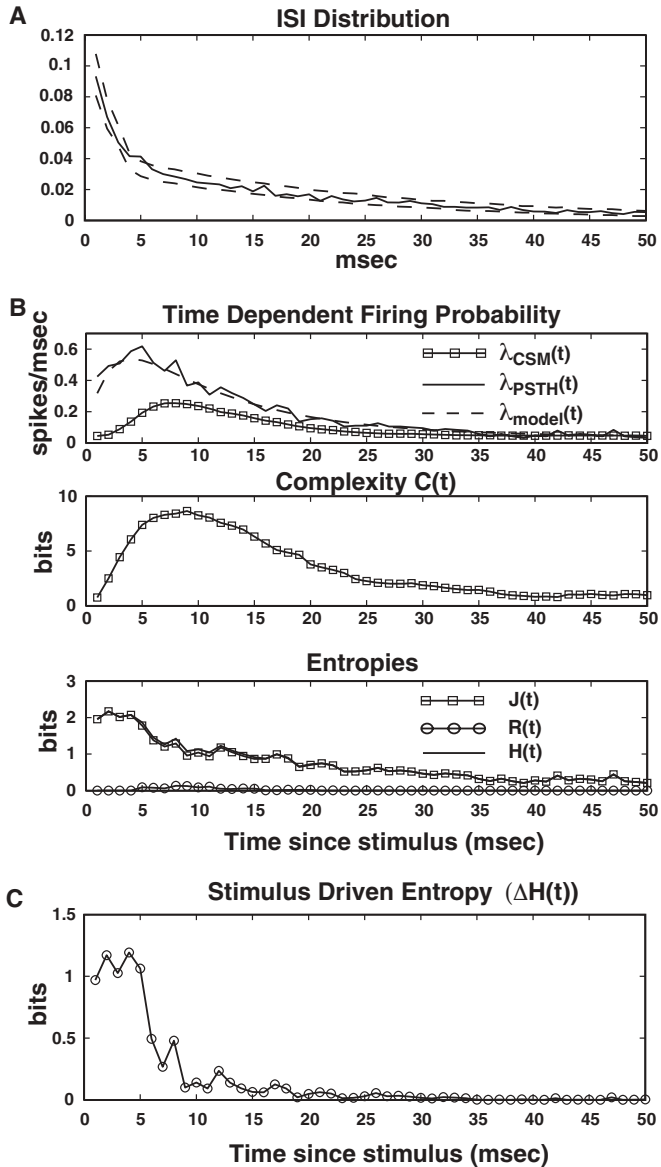 A
ISI Distribution
0.12
0.1
0.08
0.06
0.04
0.02
0
0 5 10 15 20 25 30 35 40 45 50
msec
B
Time Dependent Firing Probability
spikes/msec
0.6
0.4
0.2
0
λCSM(t)
λPSTH(t)
λmodel(t)
0 5 10 15 20 25 30 35 40 45 50
Complexity C(t)
bits
10
5
0
0 5 10 15 20 25 30 35 40 45 50
Entropies
bits
3
2
1
0
J(t)
R(t)
H(t)
0 5 10 15 20 25 30 35 40 45 50
Time since stimulus (msec)
C
Stimulus Driven Entropy (ΔH(t))
bits
1.5
1
0.5
0
0 5 10 15 20 25 30 35 40 45 50
Time since stimulus (msec)